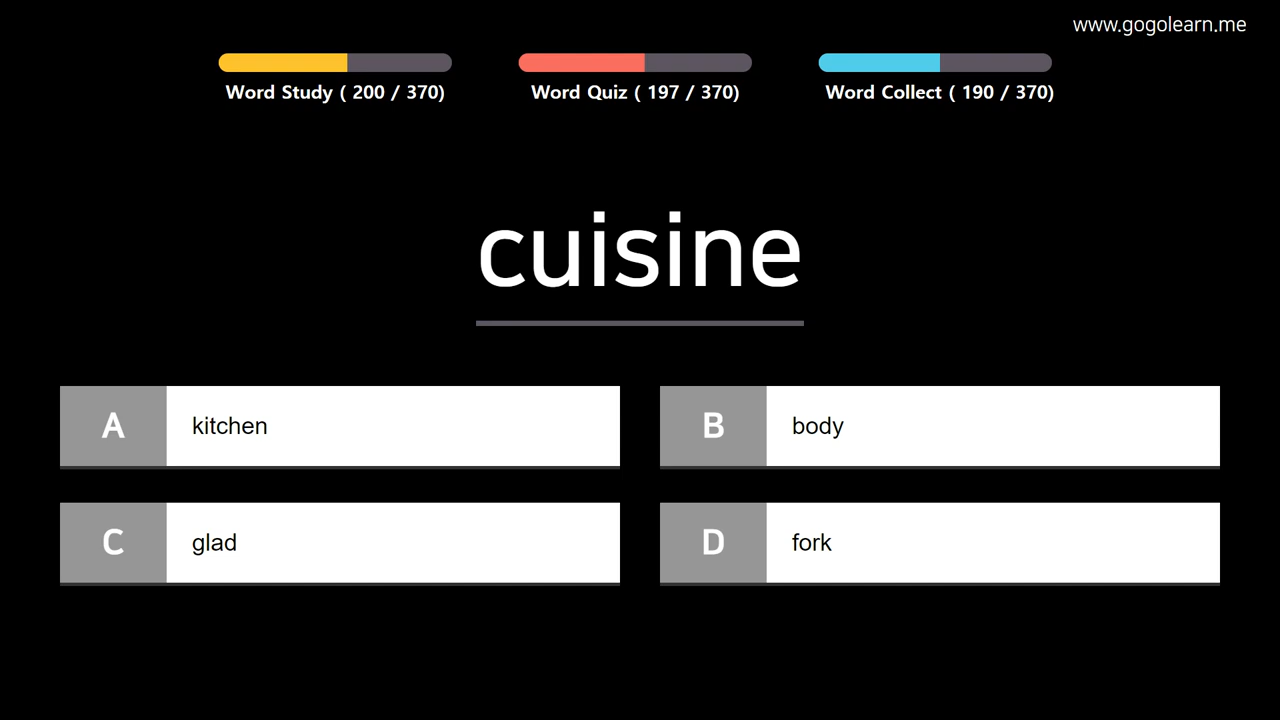 www.gogolearn.me
Word Study ( 200 / 370)
Word Quiz ( 197 / 370)
Word Collect ( 190 / 370)
cuisine
A kitchen
B body
C glad
D fork